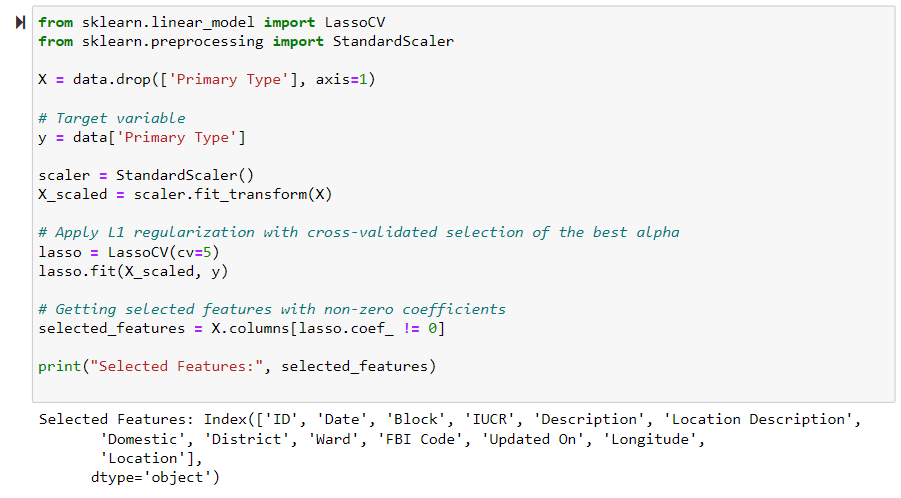 from sklearn.linear_model import LassoCV
from sklearn.preprocessing import StandardScaler
X = data.drop(['Primary Type'], axis=1)
# Target variable
y = data['Primary Type']
scaler = StandardScaler()
X_scaled = scaler.fit_transform(X)
# Apply L1 regularization with cross-validated selection of the best alpha
lasso = LassoCV(cv=5)
lasso.fit(X_scaled, y)
# Getting selected features with non-zero coefficients
selected_features = X.columns[lasso.coef_ != 0]
print("Selected Features:", selected_features)
Selected Features: Index(['ID', 'Date', 'Block', 'IUCR', 'Description', 'Location Description',
'Domestic', 'District', 'Ward', 'FBI Code', 'Updated On', 'Longitude',
'Location'],
dtype='object')